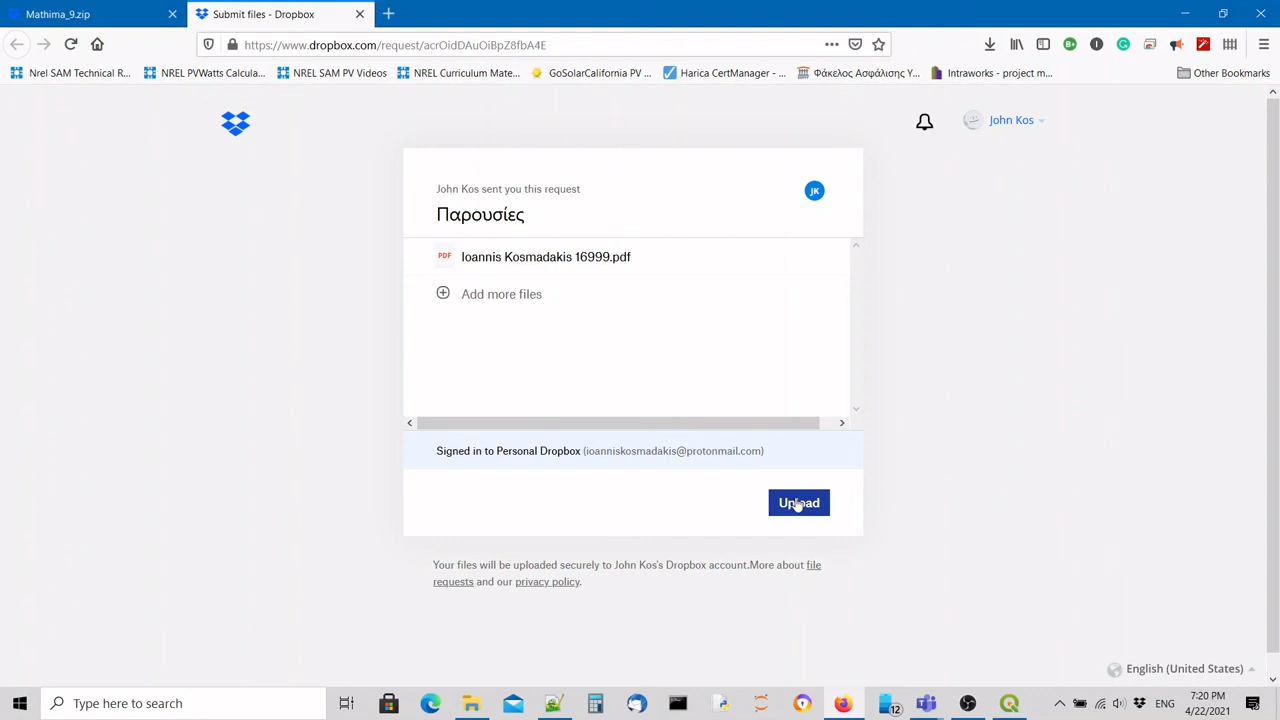 Mathima_9.zip
Submit files - Dropbox
https://www.dropbox.com/request/acrOidDAuOiBpZ8fbA4E
Nrel SAM Technical R...
NREL PVWatts Calcula...
NREL SAM PV Videos
NREL Curriculum Mate...
GoSolarCalifornia PV ...
Harica CertManager - ...
Φάκελος Ασφάλισης Υ...
Intraworks - project m...
Other Bookmarks
John Kos
John Kos sent you this request
JK
Παρουσίες
PDF
Ioannis Kosmadakis 16999.pdf
Add more files
Signed in to Personal Dropbox (ioanniskosmadakis@protonmail.com)
Upload
Your files will be uploaded securely to John Kos's Dropbox account.More about file
requests and our privacy policy.
English (United States)
Type here to search
12
ENG
7:20 PM
4/22/2021